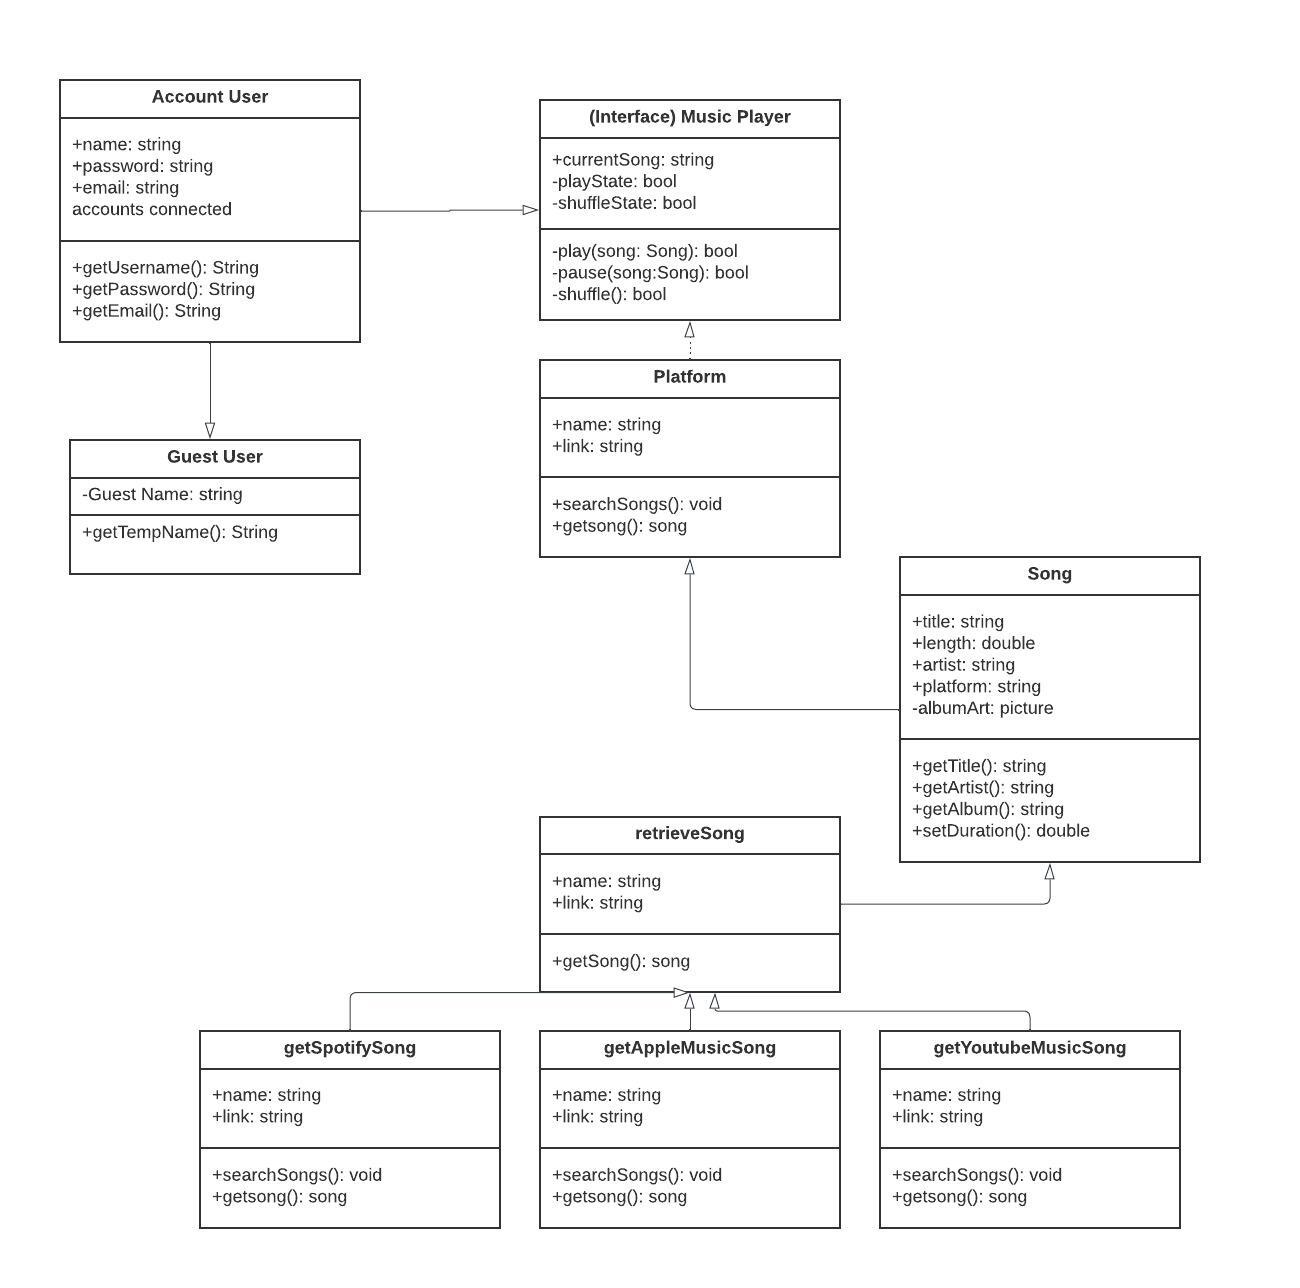 Account User
+name: string
+password: string
+email: string
accounts connected
+getUsername(): String
+getPassword(): String
+getEmail(): String
(Interface) Music Player
+currentSong: string
-playState: bool
-shuffleState: bool
-play(song: Song): bool
-pause(song:Song): bool
-shuffle(): bool
Guest User
-Guest Name: string
+getTempName(): String
Platform
+name: string
+link: string
+searchSongs(): void
+getsong(): song
Song
+title: string
+length: double
+artist: string
+platform: string
-albumArt: picture
+getTitle(): string
+getArtist(): string
+getAlbum(): string
+setDuration(): double
retrieveSong
+name: string
+link: string
+getSong(): song
getSpotifySong
+name: string
+link: string
+searchSongs(): void
+getsong(): song
getAppleMusicSong
+name: string
+link: string
+searchSongs(): void
+getsong(): song
getYoutubeMusicSong
+name: string
+link: string
+searchSongs(): void
+getsong(): song